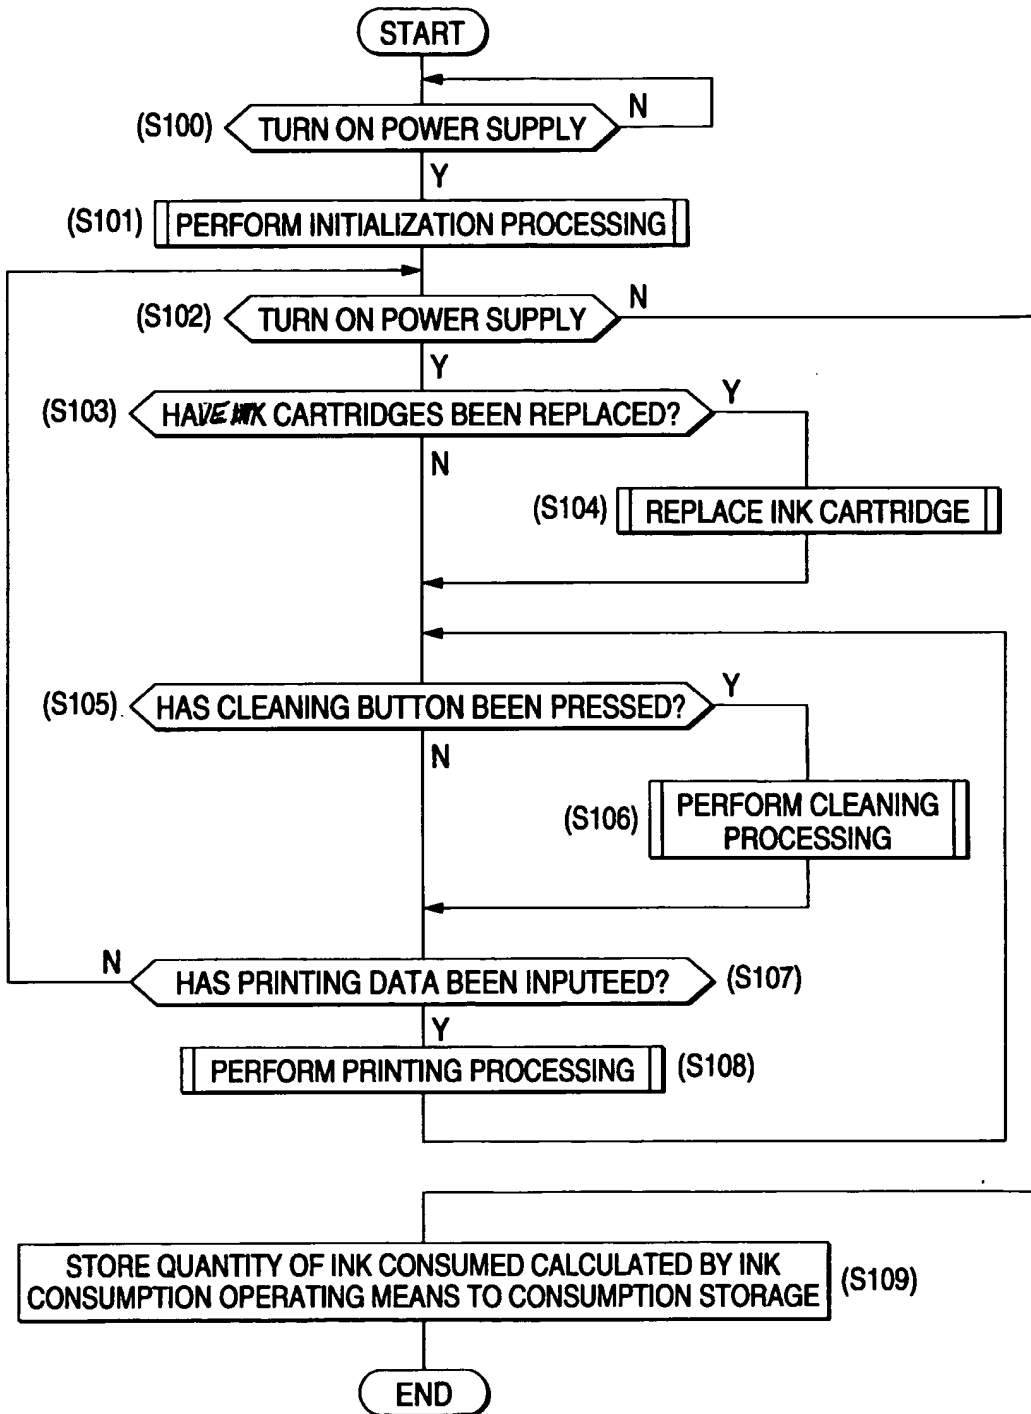 START
(S100) TURN ON POWER SUPPLY N
Y
(S101) PERFORM INITIALIZATION PROCESSING
(S102) TURN ON POWER SUPPLY N
Y
(S103) HAVE INK CARTRIDGES BEEN REPLACED? Y
N
(S104) REPLACE INK CARTRIDGE
(S105) HAS CLEANING BUTTON BEEN PRESSED? Y
N
(S106) PERFORM CLEANING
PROCESSING
N HAS PRINTING DATA BEEN INPUTEED? (S107)
Y
PERFORM PRINTING PROCESSING (S108)
STORE QUANTITY OF INK CONSUMED CALCULATED BY INK
CONSUMPTION OPERATING MEANS TO CONSUMPTION STORAGE (S109)
END